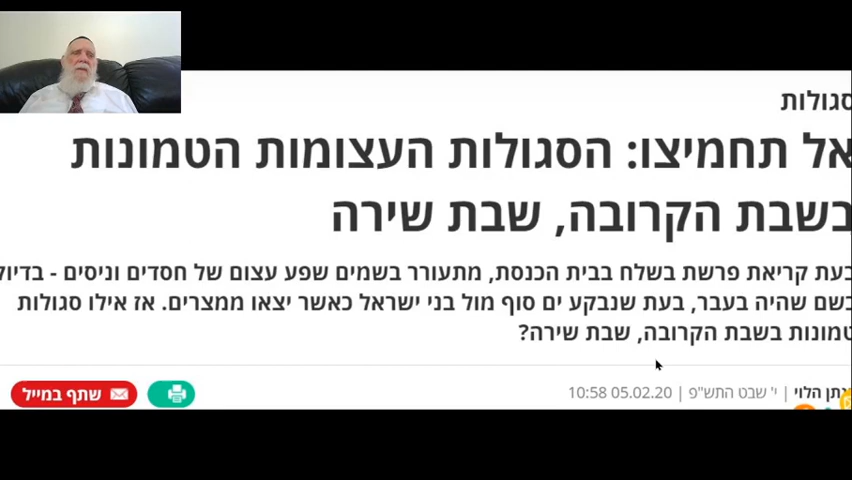 סגולות
אל תחמיצו: הסגולות העצומות הטמונות
בשבת הקרובה, שבת שירה
בעת קריאת פרשת בשלח בבית הכנסת, מתעורר בשמים שפע עצום של חסדים וניסים - בדיוק
כשם שהיה בעבר, בעת שנבקע ים סוף מול בני ישראל כאשר יצאו ממצרים. אז אילו סגולות
טמונות בשבת הקרובה, שבת שירה?
נתן הלוי | י' שבט התש"פ | 05.02.20 10:58
שתף במייל